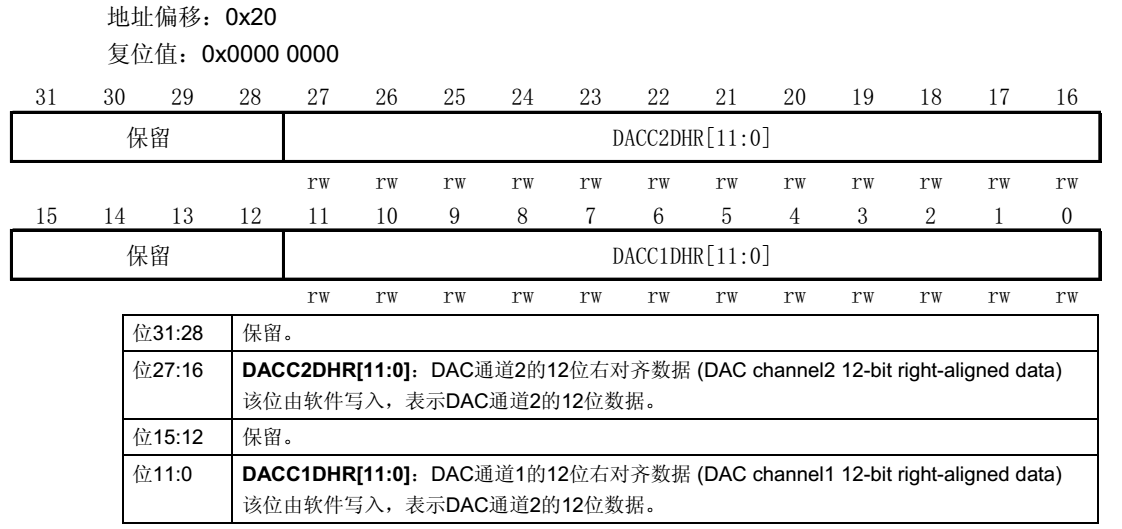 地址偏移：0x20
复位值：0x0000 0000
31 30 29 28 27 26 25 24 23 22 21 20 19 18 17 16
保留 DACC2DHR[11:0]
rw rw rw rw rw rw rw rw rw rw rw rw
15 14 13 12 11 10 9 8 7 6 5 4 3 2 1 0
保留 DACC1DHR[11:0]
rw rw rw rw rw rw rw rw rw rw rw rw
位31:28 保留。
位27:16 DACC2DHR[11:0]：DAC通道2的12位右对齐数据 (DAC channel2 12-bit right-aligned data)
该位由软件写入，表示DAC通道2的12位数据。
位15:12 保留。
位11:0 DACC1DHR[11:0]：DAC通道1的12位右对齐数据 (DAC channel1 12-bit right-aligned data)
该位由软件写入，表示DAC通道2的12位数据。